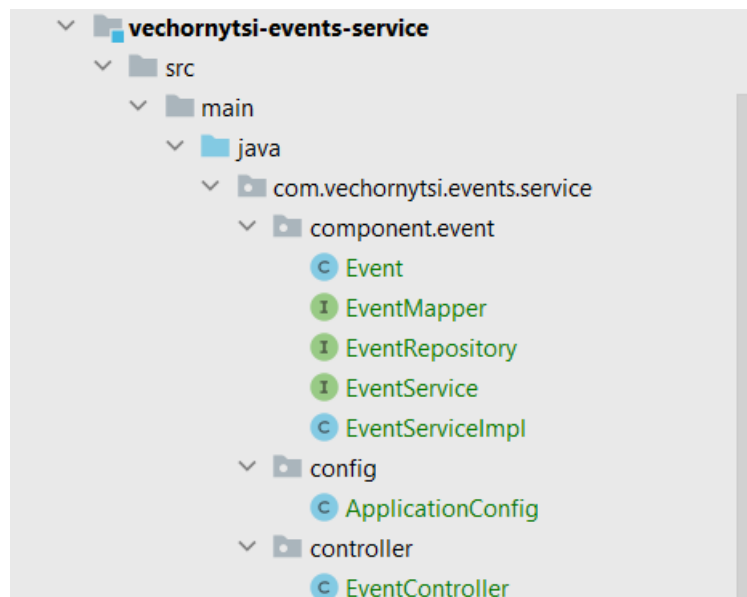 vechornytsi-events-service
src
main
java
com.vechornytsi.events.service
component.event
C Event
I EventMapper
I EventRepository
I EventService
C EventServiceImpl
config
C ApplicationConfig
controller
C EventController